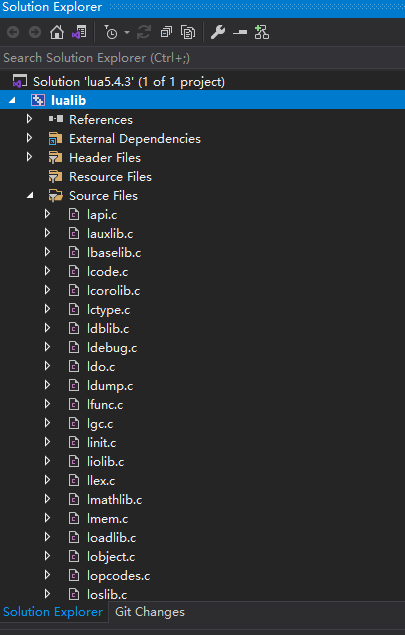 Solution Explorer
Search Solution Explorer (Ctrl+;)
Solution 'lua5.4.3' (1 of 1 project)
lualib
References
External Dependencies
Header Files
Resource Files
Source Files
lapi.c
lauxlib.c
lbaselib.c
lcode.c
lcorolib.c
lctype.c
ldblib.c
ldebug.c
ldo.c
ldump.c
lfunc.c
lgc.c
linit.c
liolib.c
llex.c
lmathlib.c
lmem.c
loadlib.c
lobject.c
lopcodes.c
loslib.c
Solution Explorer Git Changes